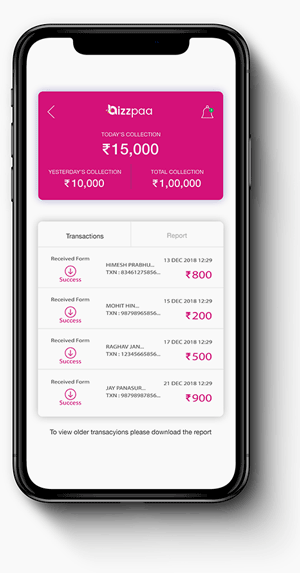 bizzpaa
TODAY'S COLLECTION
₹15,000
YESTERDAY'S COLLECTION TOTAL COLLECTION
₹10,000 ₹1,00,000
Transactions Report
Received Form HIMESH PRABHU... 13 DEC 2018 12:29
TXN : 83461275856... ₹800
Success
Received Form MOHIT HIN... 15 DEC 2018 12:29
TXN : 98798965856... ₹200
Success
Received Form RAGHAV JAN... 17 DEC 2018 12:29
TXN : 12345665856... ₹500
Success
Received Form JAY PANASUR... 21 DEC 2018 12:29
TXN : 98798987856... ₹900
Success
To view older transacyions please download the report